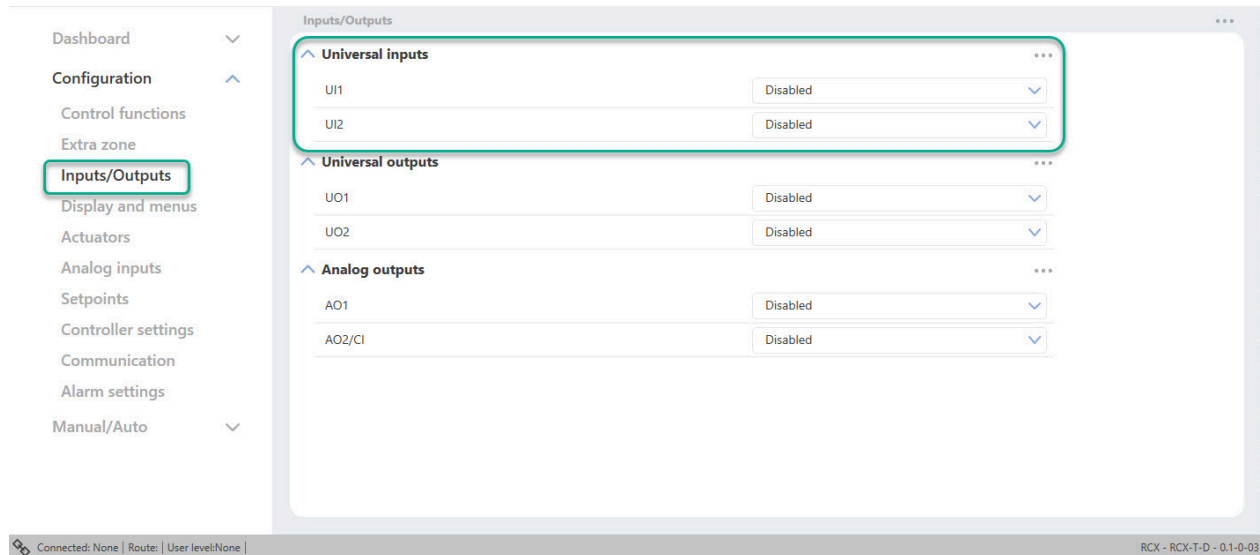 Inputs/Outputs
Dashboard
Configuration
Control functions
Extra zone
Inputs/Outputs
Display and menus
Actuators
Analog inputs
Setpoints
Controller settings
Communication
Alarm settings
Manual/Auto
Universal inputs
UI1 Disabled
UI2 Disabled
Universal outputs
UO1 Disabled
UO2 Disabled
Analog outputs
AO1 Disabled
AO2/CI Disabled
Connected: None | Route: | User level:None |
RCX - RCX-T-D - 0.1-0-03